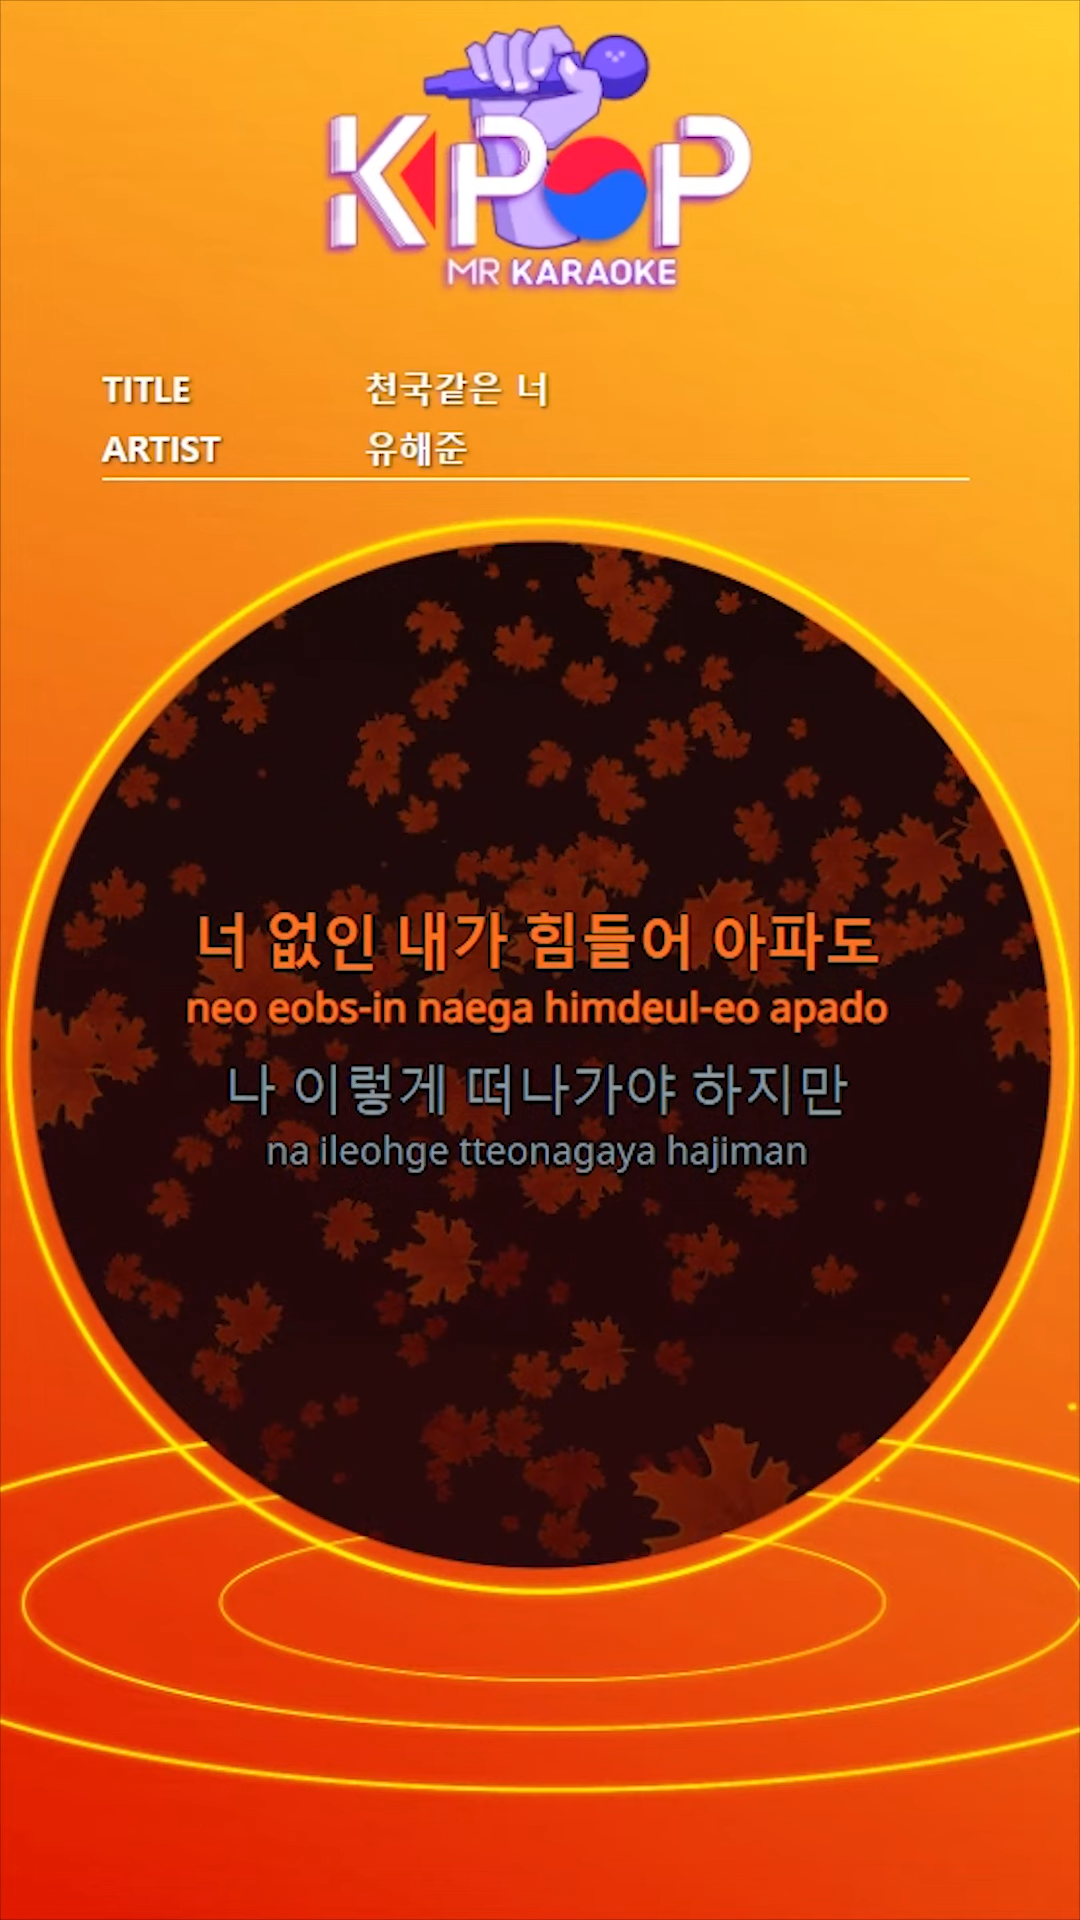 KPOP
MR KARAOKE
TITLE 천국같은 너
ARTIST 유해준
너 없인 내가 힘들어 아파도
neo eobs-in naega himdeul-eo apado
나 이렇게 떠나가야 하지만
na ileohge tteonagaya hajiman